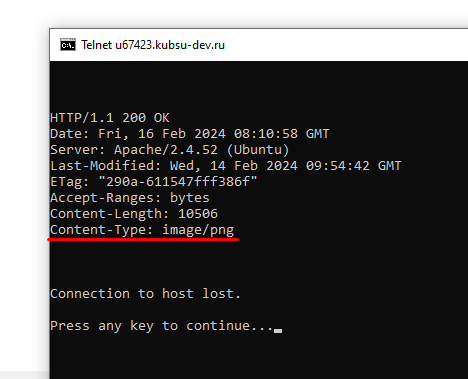 C:\.
Telnet u67423.kubsu-dev.ru
HTTP/1.1 200 OK
Date: Fri, 16 Feb 2024 08:10:58 GMT
Server: Apache/2.4.52 (Ubuntu)
Last-Modified: Wed, 14 Feb 2024 09:54:42 GMT
ETag: "290a-611547fff386f"
Accept-Ranges: bytes
Content-Length: 10506
Content-Type: image/png
Connection to host lost.
Press any key to continue...